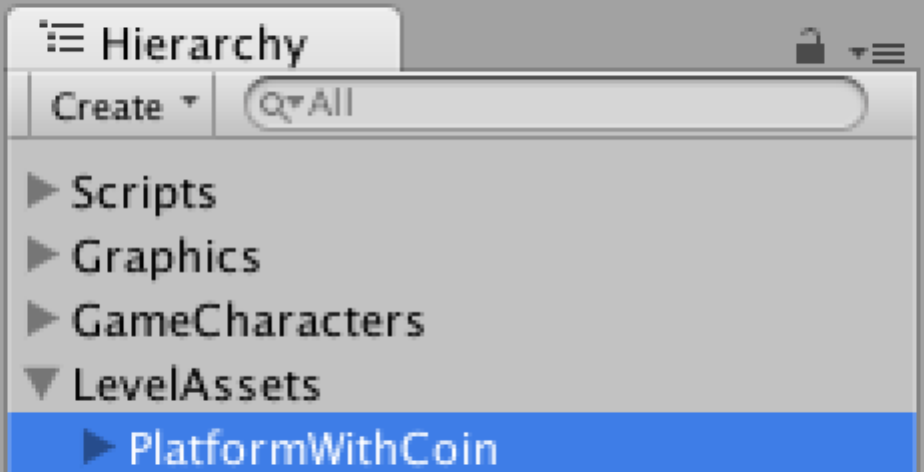 Hierarchy
Create All
Scripts
Graphics
GameCharacters
LevelAssets
PlatformWithCoin